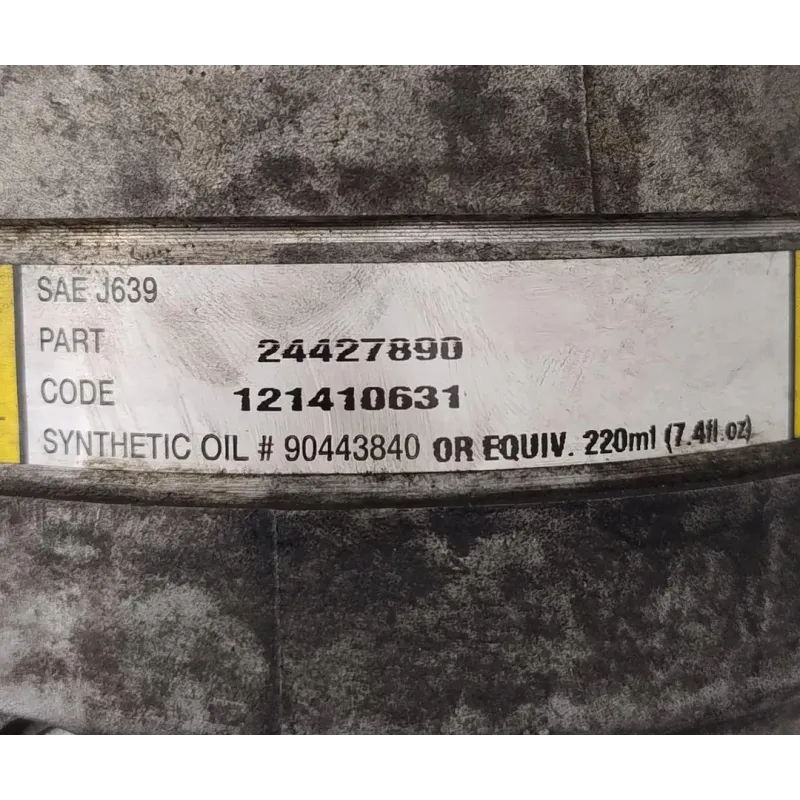 SAE J639
PART 24427890
CODE 121410631
SYNTHETIC OIL # 90443840 OR EQUIV. 220ml (7.4fl.oz)